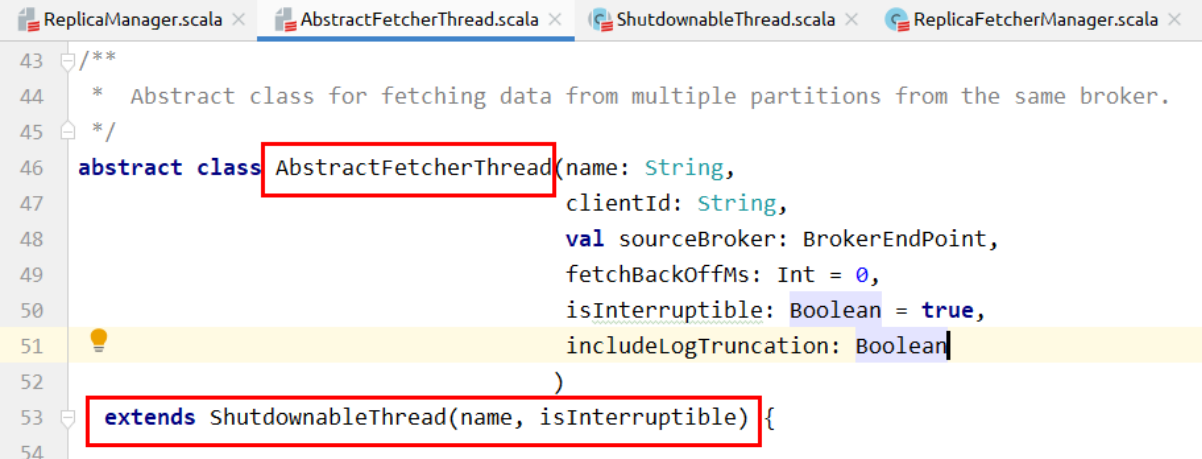 ReplicaManager.scala × AbstractFetcherThread.scala × ShutdownableThread.scala × ReplicaFetcherManager.scala ×
43 /**
44 * Abstract class for fetching data from multiple partitions from the same broker.
45 */
46 abstract class AbstractFetcherThread(name: String,
47 clientId: String,
48 val sourceBroker: BrokerEndPoint,
49 fetchBackOffMs: Int = 0,
50 isInterruptible: Boolean = true,
51 includeLogTruncation: Boolean
52 )
53 extends ShutdownableThread(name, isInterruptible) {
54